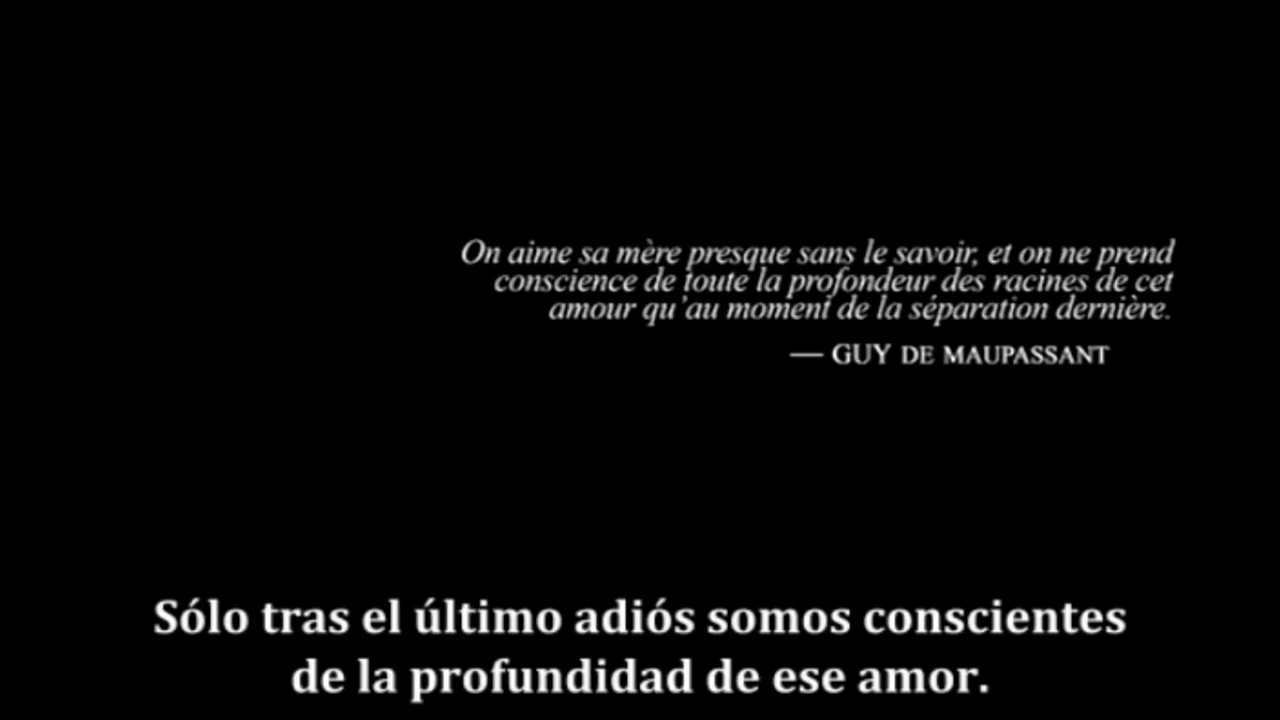 On aime sa mère presque sans le savoir, et on ne prend
conscience de toute la profondeur des racines de cet
amour qu'au moment de la séparation dernière.
— GUY DE MAUPASSANT
Sólo tras el último adiós somos conscientes
de la profundidad de ese amor.